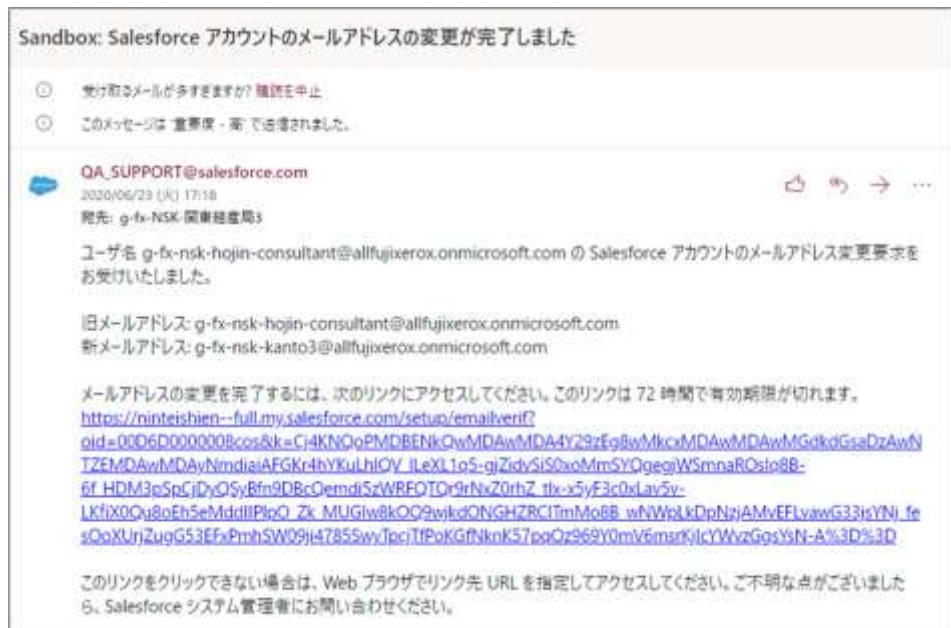 Sandbox: Salesforce アカウントのメールアドレスの変更が完了しました
受け取るメールが多すぎますか? 購読を中止
このメッセージは "重要度 - 高" で送信されました。
QA_SUPPORT@salesforce.com
2020/06/23 (火) 17:18
宛先: g-fx-NSK-関東経産局3
ユーザ名 g-fx-nsk-hojin-consultant@allfujixerox.onmicrosoft.com の Salesforce アカウントのメールアドレス変更要求を
お受けいたしました。
旧メールアドレス: g-fx-nsk-hojin-consultant@allfujixerox.onmicrosoft.com
新メールアドレス: g-fx-nsk-kanto3@allfujixerox.onmicrosoft.com
メールアドレスの変更を完了するには、次のリンクにアクセスしてください。このリンクは 72 時間で有効期限が切れます。
https://ninteishien--full.my.salesforce.com/setup/emailverif?
このリンクをクリックできない場合は、Web ブラウザでリンク先 URL を指定してアクセスしてください。ご不明な点がございました
ら、Salesforce システム管理者にお問い合わせください。